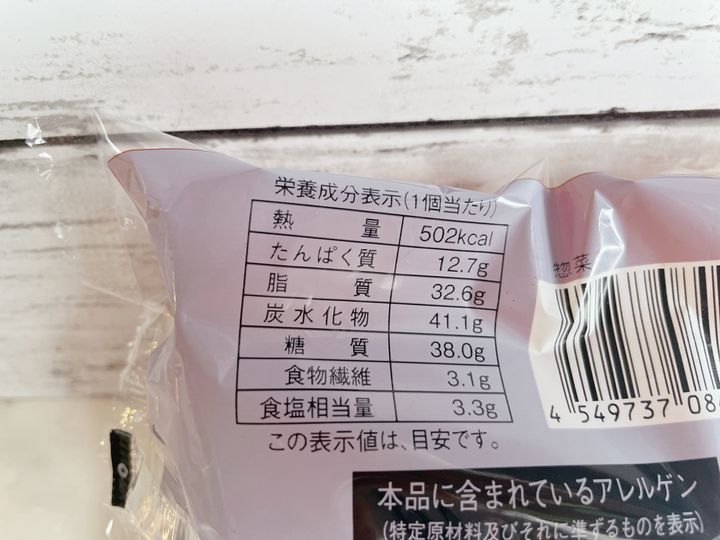 栄養成分表示(1個当たり)
熱量 502kcal
たんぱく質 12.7g
脂質 32.6g
炭水化物 41.1g
糖質 38.0g
食物繊維 3.1g
食塩相当量 3.3g
この表示値は、目安です。
惣菜
4 549737 08
本品に含まれているアレルゲン
(特定原材料及びそれに準ずるものを表示)